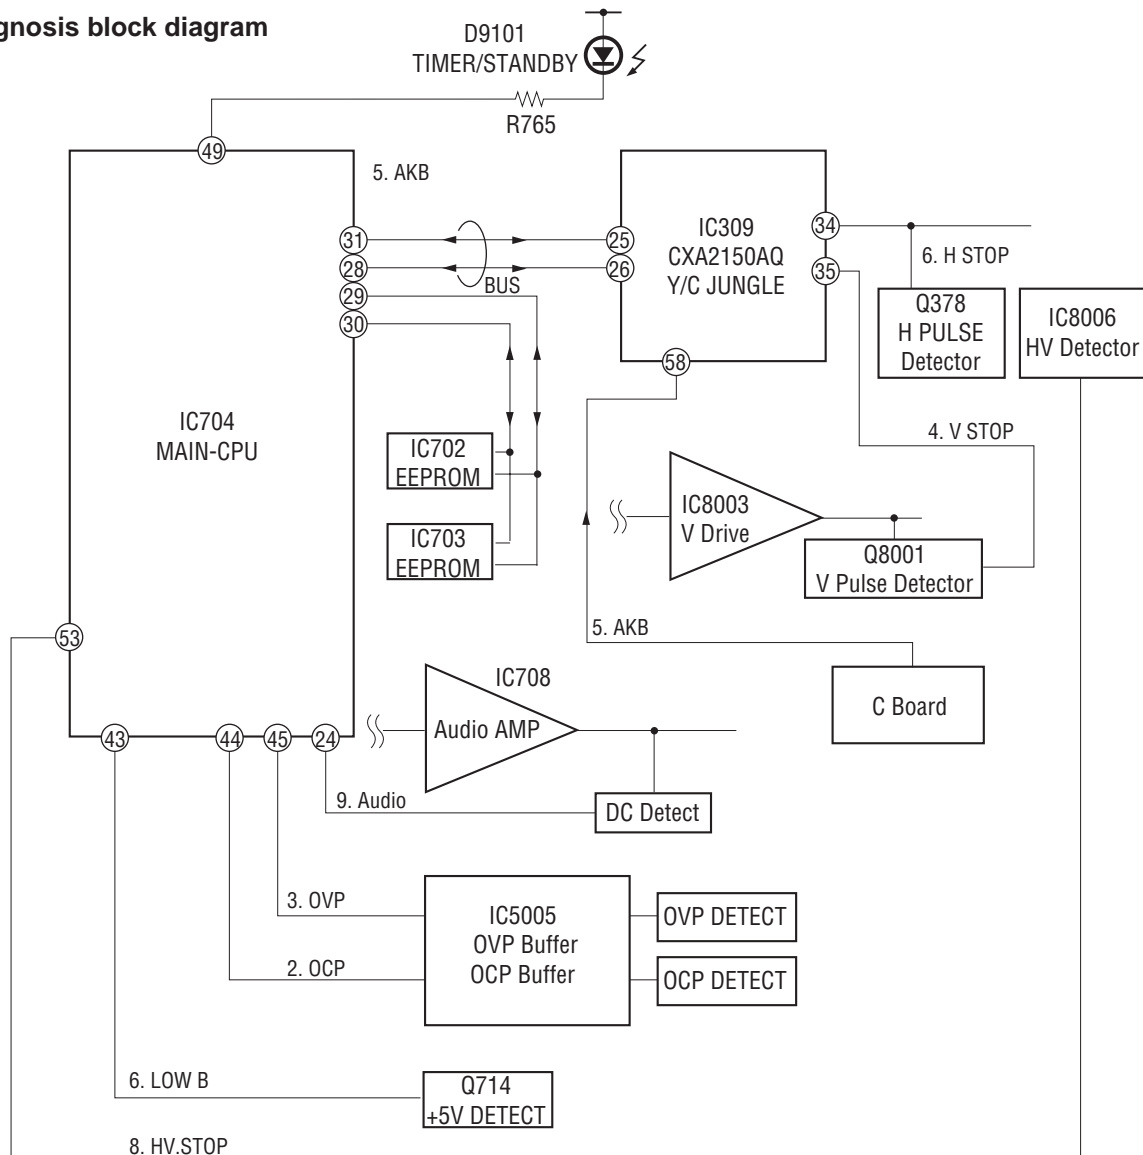 gnosis block diagram
D9101
TIMER/STANDBY
R765
49
5. AKB
31
28
29
30
BUS
25
26
IC309
CXA2150AQ
Y/C JUNGLE
34
35
58
6. H STOP
Q378
H PULSE
Detector
IC8006
HV Detector
IC704
MAIN-CPU
IC702
EEPROM
IC703
EEPROM
4. V STOP
IC8003
V Drive
Q8001
V Pulse Detector
5. AKB
C Board
53
43
44
45
24
IC708
Audio AMP
9. Audio
DC Detect
3. OVP
2. OCP
IC5005
OVP Buffer
OCP Buffer
OVP DETECT
OCP DETECT
6. LOW B
Q714
+5V DETECT
8. HV.STOP